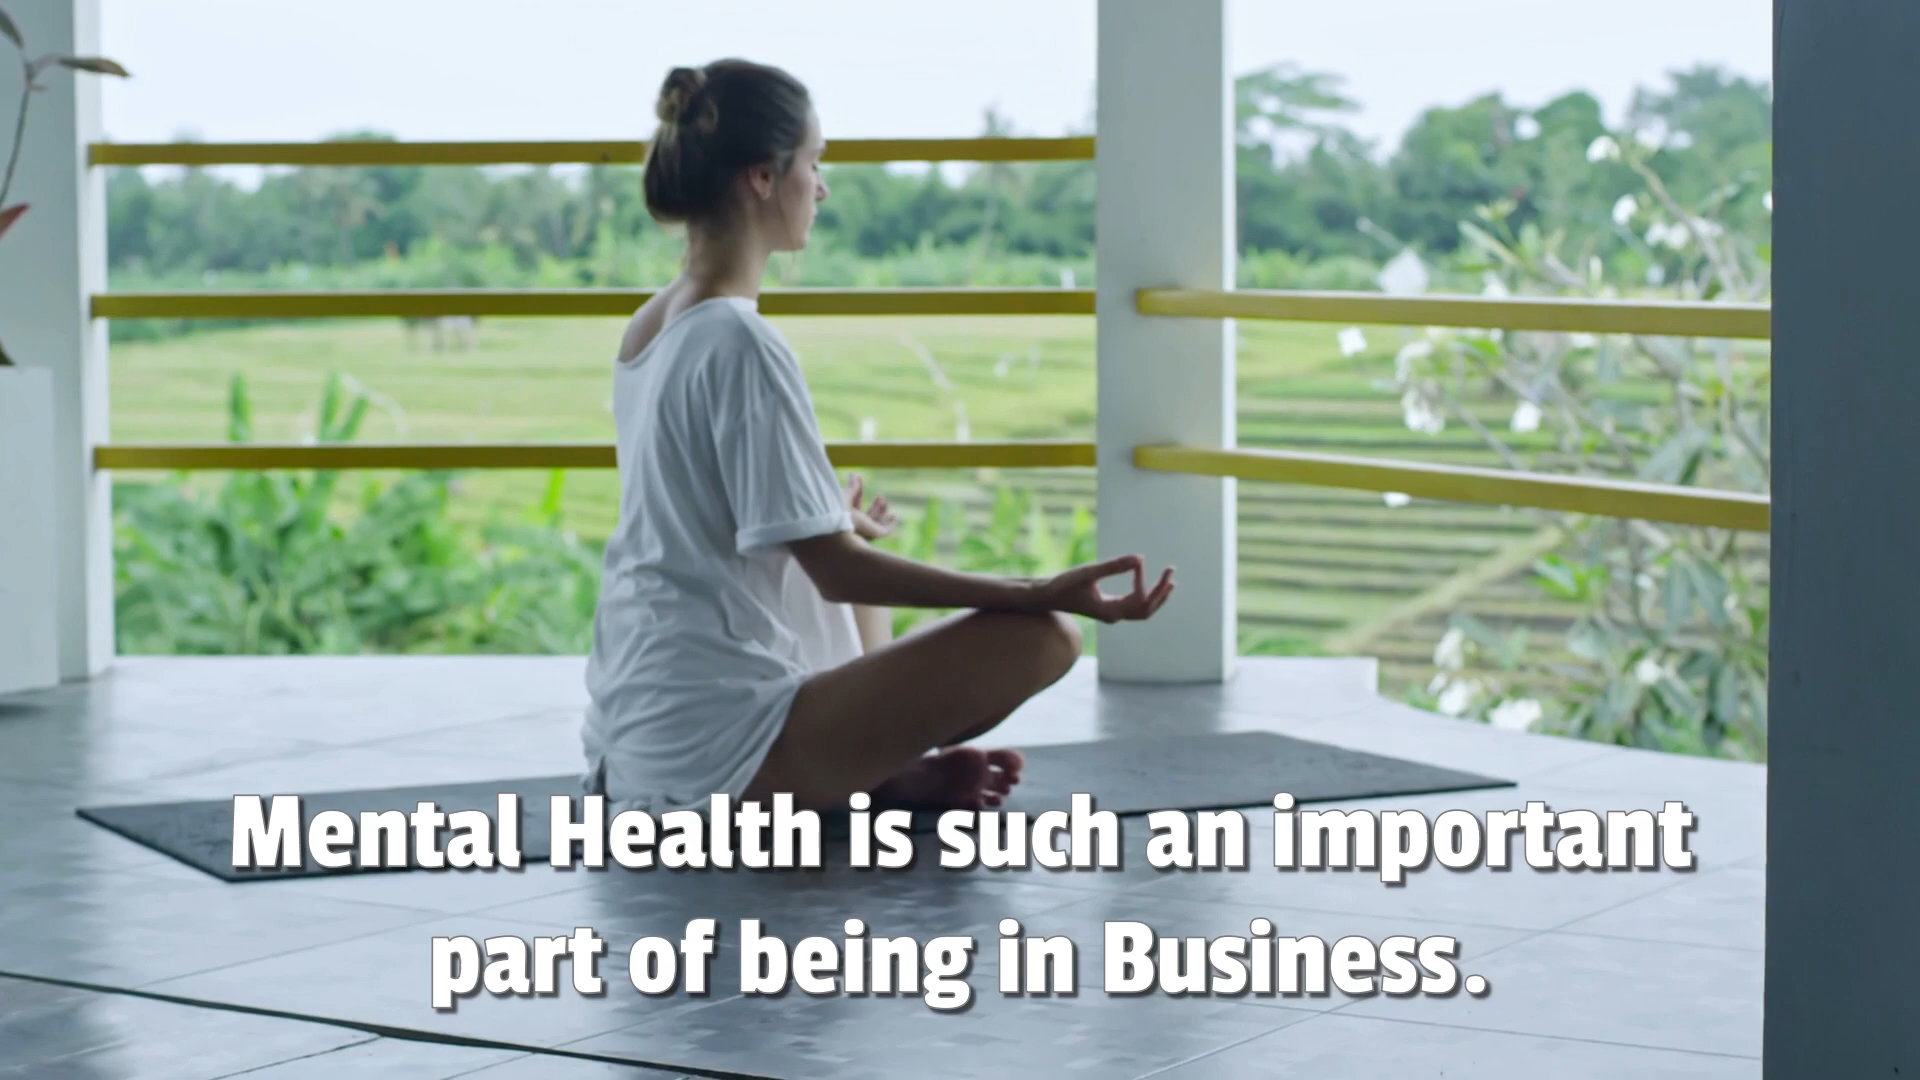 Mental Health is such an important
part of being in Business.